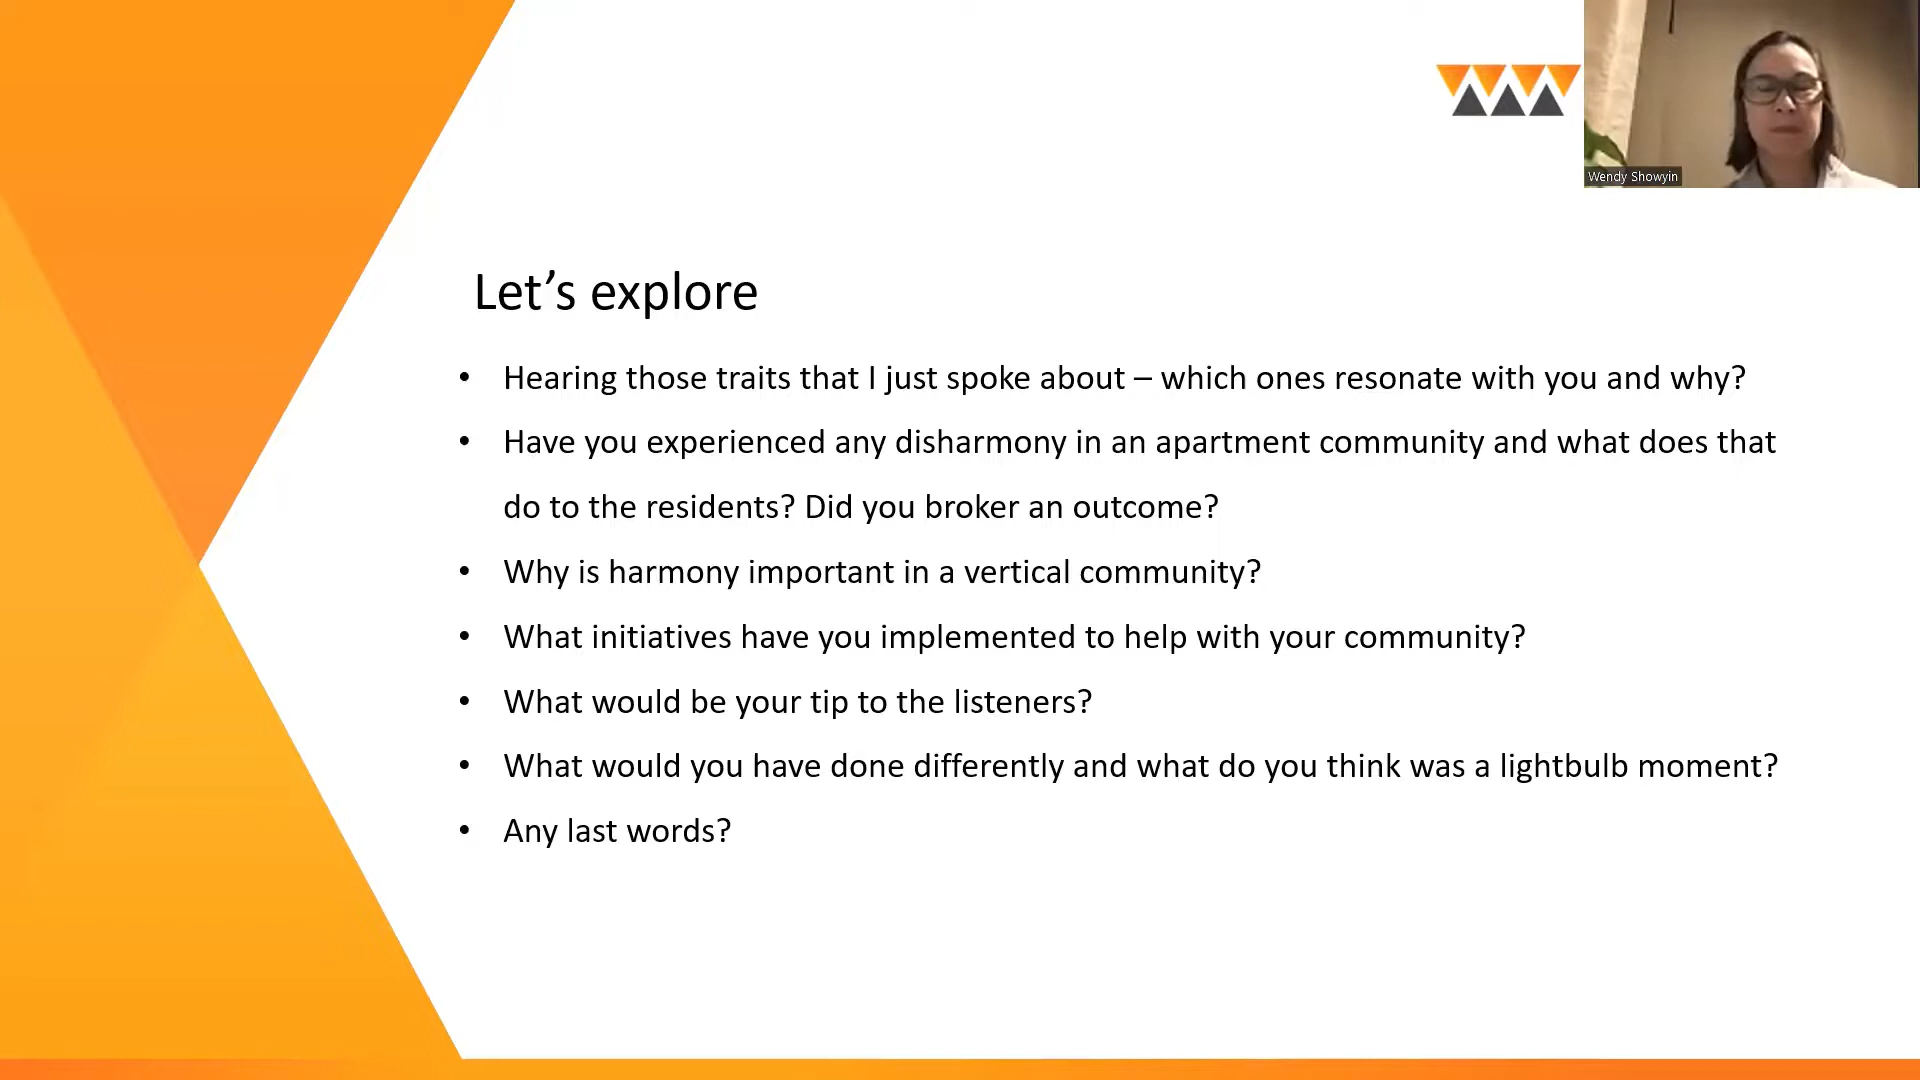 Wendy Showyin
Let’s explore
• Hearing those traits that I just spoke about – which ones resonate with you and why?
• Have you experienced any disharmony in an apartment community and what does that
do to the residents? Did you broker an outcome?
• Why is harmony important in a vertical community?
• What initiatives have you implemented to help with your community?
• What would be your tip to the listeners?
• What would you have done differently and what do you think was a lightbulb moment?
• Any last words?